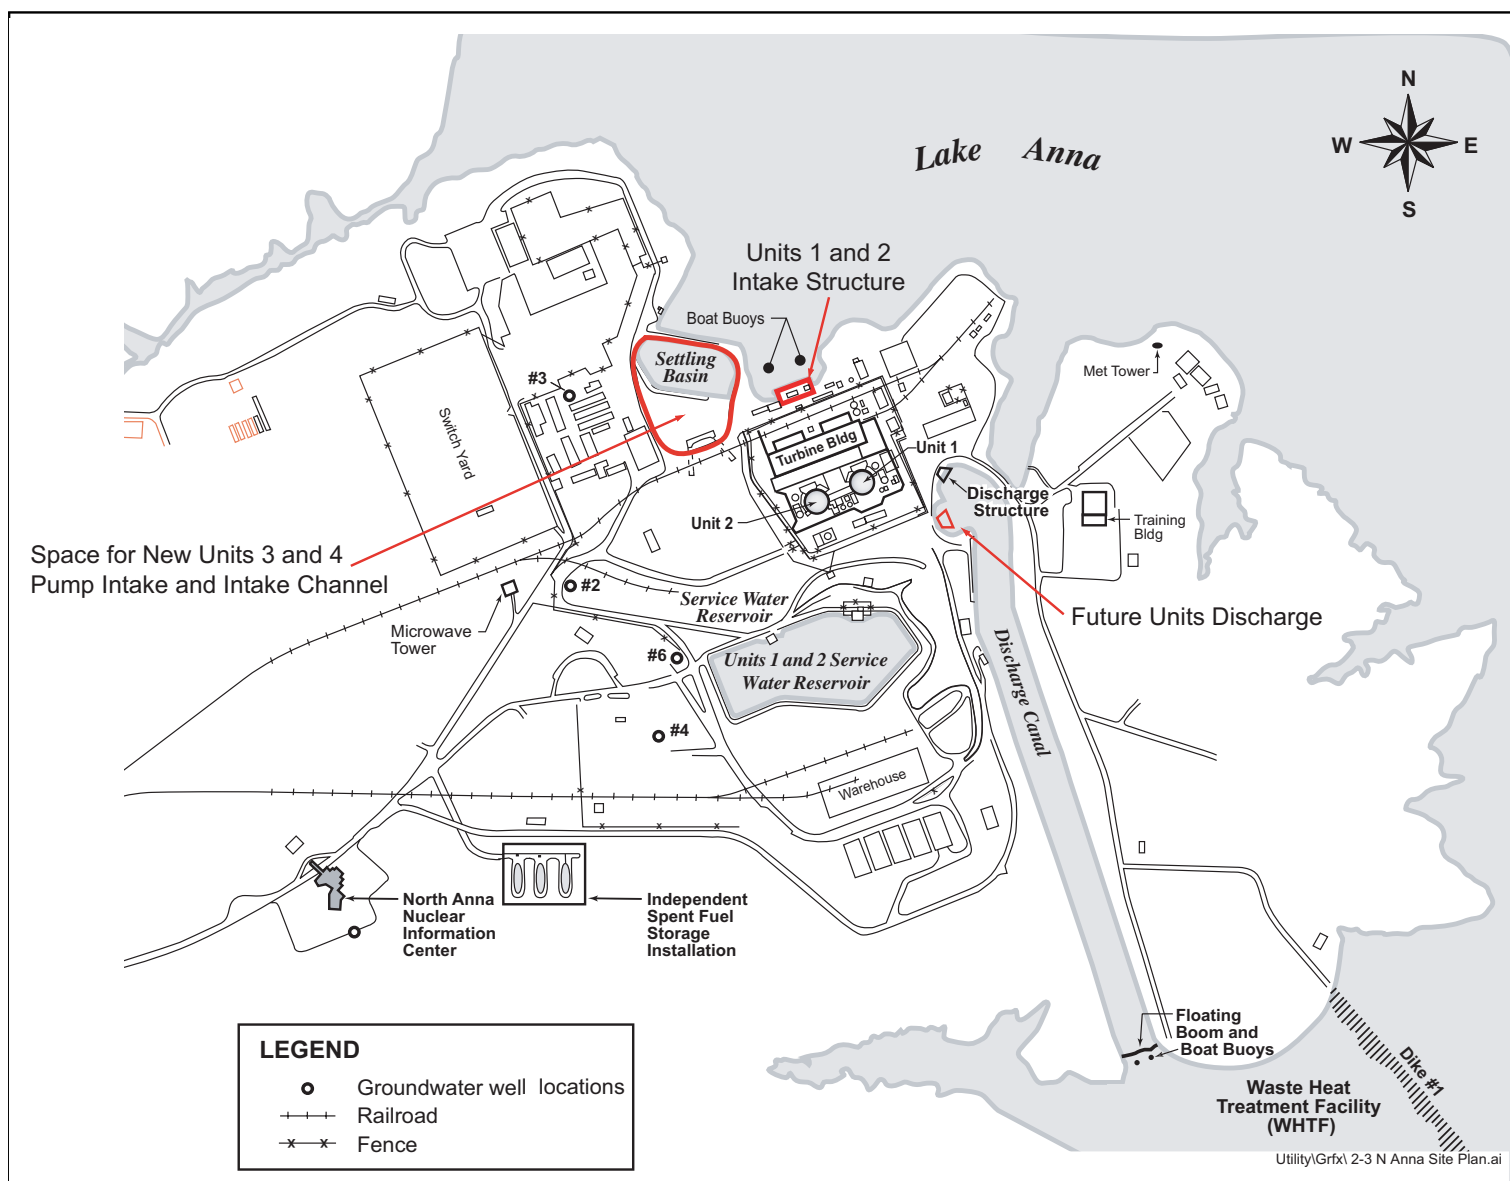 N
W
E
S
Lake Anna
Units 1 and 2
Intake Structure
Boat Buoys
Settling
Basin
Met Tower
#3
Switch Yard
Turbine Bldg
Unit 1
Unit 2
Discharge
Structure
Training
Bldg
Space for New Units 3 and 4
Pump Intake and Intake Channel
#2
Service Water
Reservoir
Future Units Discharge
Microwave
Tower
#6
Units 1 and 2 Service
Water Reservoir
Discharge Canal
#4
Warehouse
North Anna
Nuclear
Information
Center
Independent
Spent Fuel
Storage
Installation
Floating
Boom and
Boat Buoys
Dike #1
Waste Heat
Treatment Facility
(WHTF)
LEGEND
Groundwater well locations
Railroad
Fence
Utility\Grfx\ 2-3 N Anna Site Plan.ai